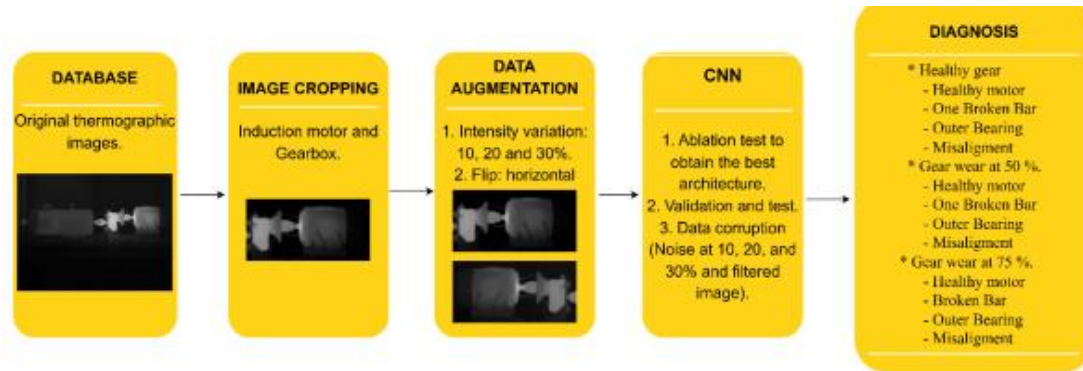 DATABASE
Original thermographic
images.
IMAGE CROPPING
Induction motor and
Gearbox.
DATA
AUGMENTATION
1. Intensity variation:
10, 20 and 30%.
2. Flip: horizontal
CNN
1. Ablation test to
obtain the best
architecture.
2. Validation and test.
3. Data corruption
(Noise at 10, 20, and
30% and filtered
image).
DIAGNOSIS
* Healthy gear
- Healthy motor
- One Broken Bar
- Outer Bearing
- Misaligment
* Gear wear at 50 %.
- Healthy motor
- One Broken Bar
- Outer Bearing
- Misaligment
* Gear wear at 75 %.
- Healthy motor
- Broken Bar
- Outer Bearing
- Misaligment